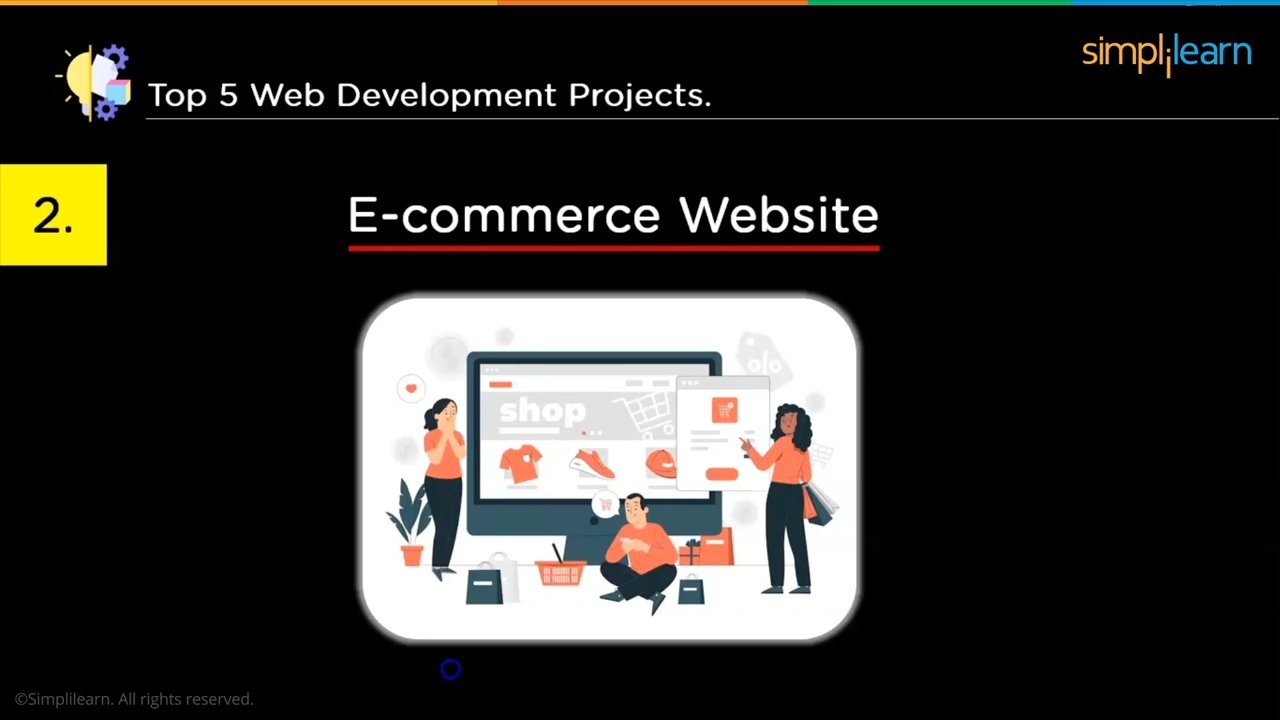 simplilearn
Top 5 Web Development Projects.
2.
E-commerce Website
shop
%
©Simplilearn. All rights reserved.